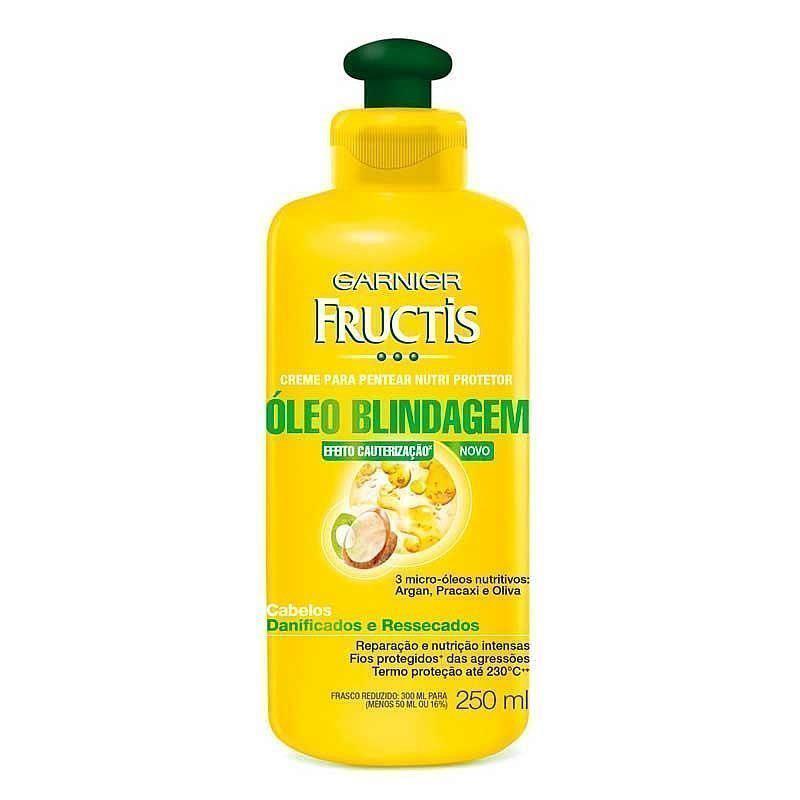 GARNIER
FRUCTIS
CREME PARA PENTEAR NUTRI PROTETOR
ÓLEO BLINDAGEM
EFEITO CAUTERIZAÇÃO* NOVO
3 micro-óleos nutritivos:
Argan, Pracaxi e Oliva
Cabelos
Danificados e Ressecados
Reparação e nutrição intensas
Fios protegidos* das agressões
Termo proteção até 230°C**
FRASCO REDUZIDO: 300 ML PARA
(MENOS 50 ML OU 16%) 250 ml